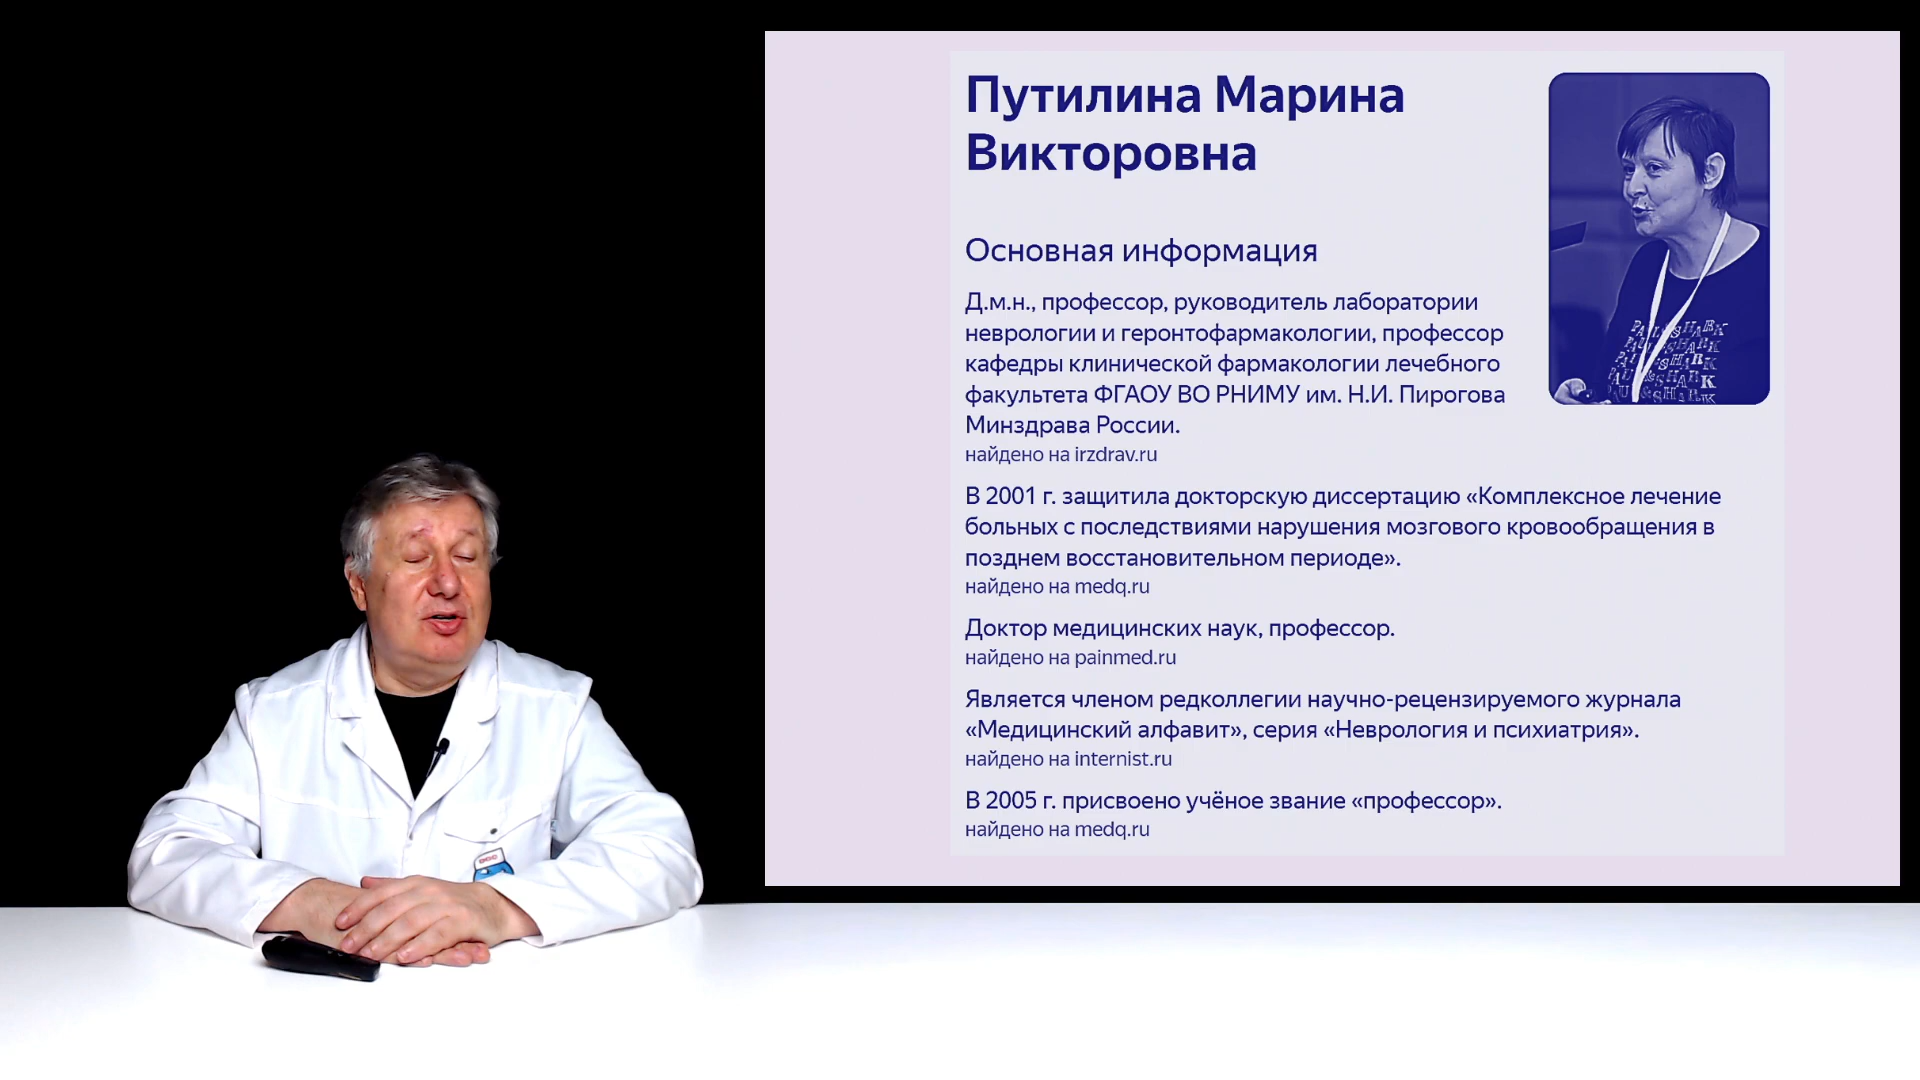 Путилина Марина
Викторовна
Основная информация
Д.м.н., профессор, руководитель лаборатории
неврологии и геронтофармакологии, профессор
кафедры клинической фармакологии лечебного
факультета ФГАОУ ВО РНИМУ им. Н.И. Пирогова
Минздрава России.
найдено на irzdrav.ru
В 2001 г. защитила докторскую диссертацию «Комплексное лечение
больных с последствиями нарушения мозгового кровообращения в
позднем восстановительном периоде».
найдено на medq.ru
Доктор медицинских наук, профессор.
найдено на painmed.ru
Является членом редколлегии научно-рецензируемого журнала
«Медицинский алфавит», серия «Неврология и психиатрия».
найдено на internist.ru
В 2005 г. присвоено учёное звание «профессор».
найдено на medq.ru